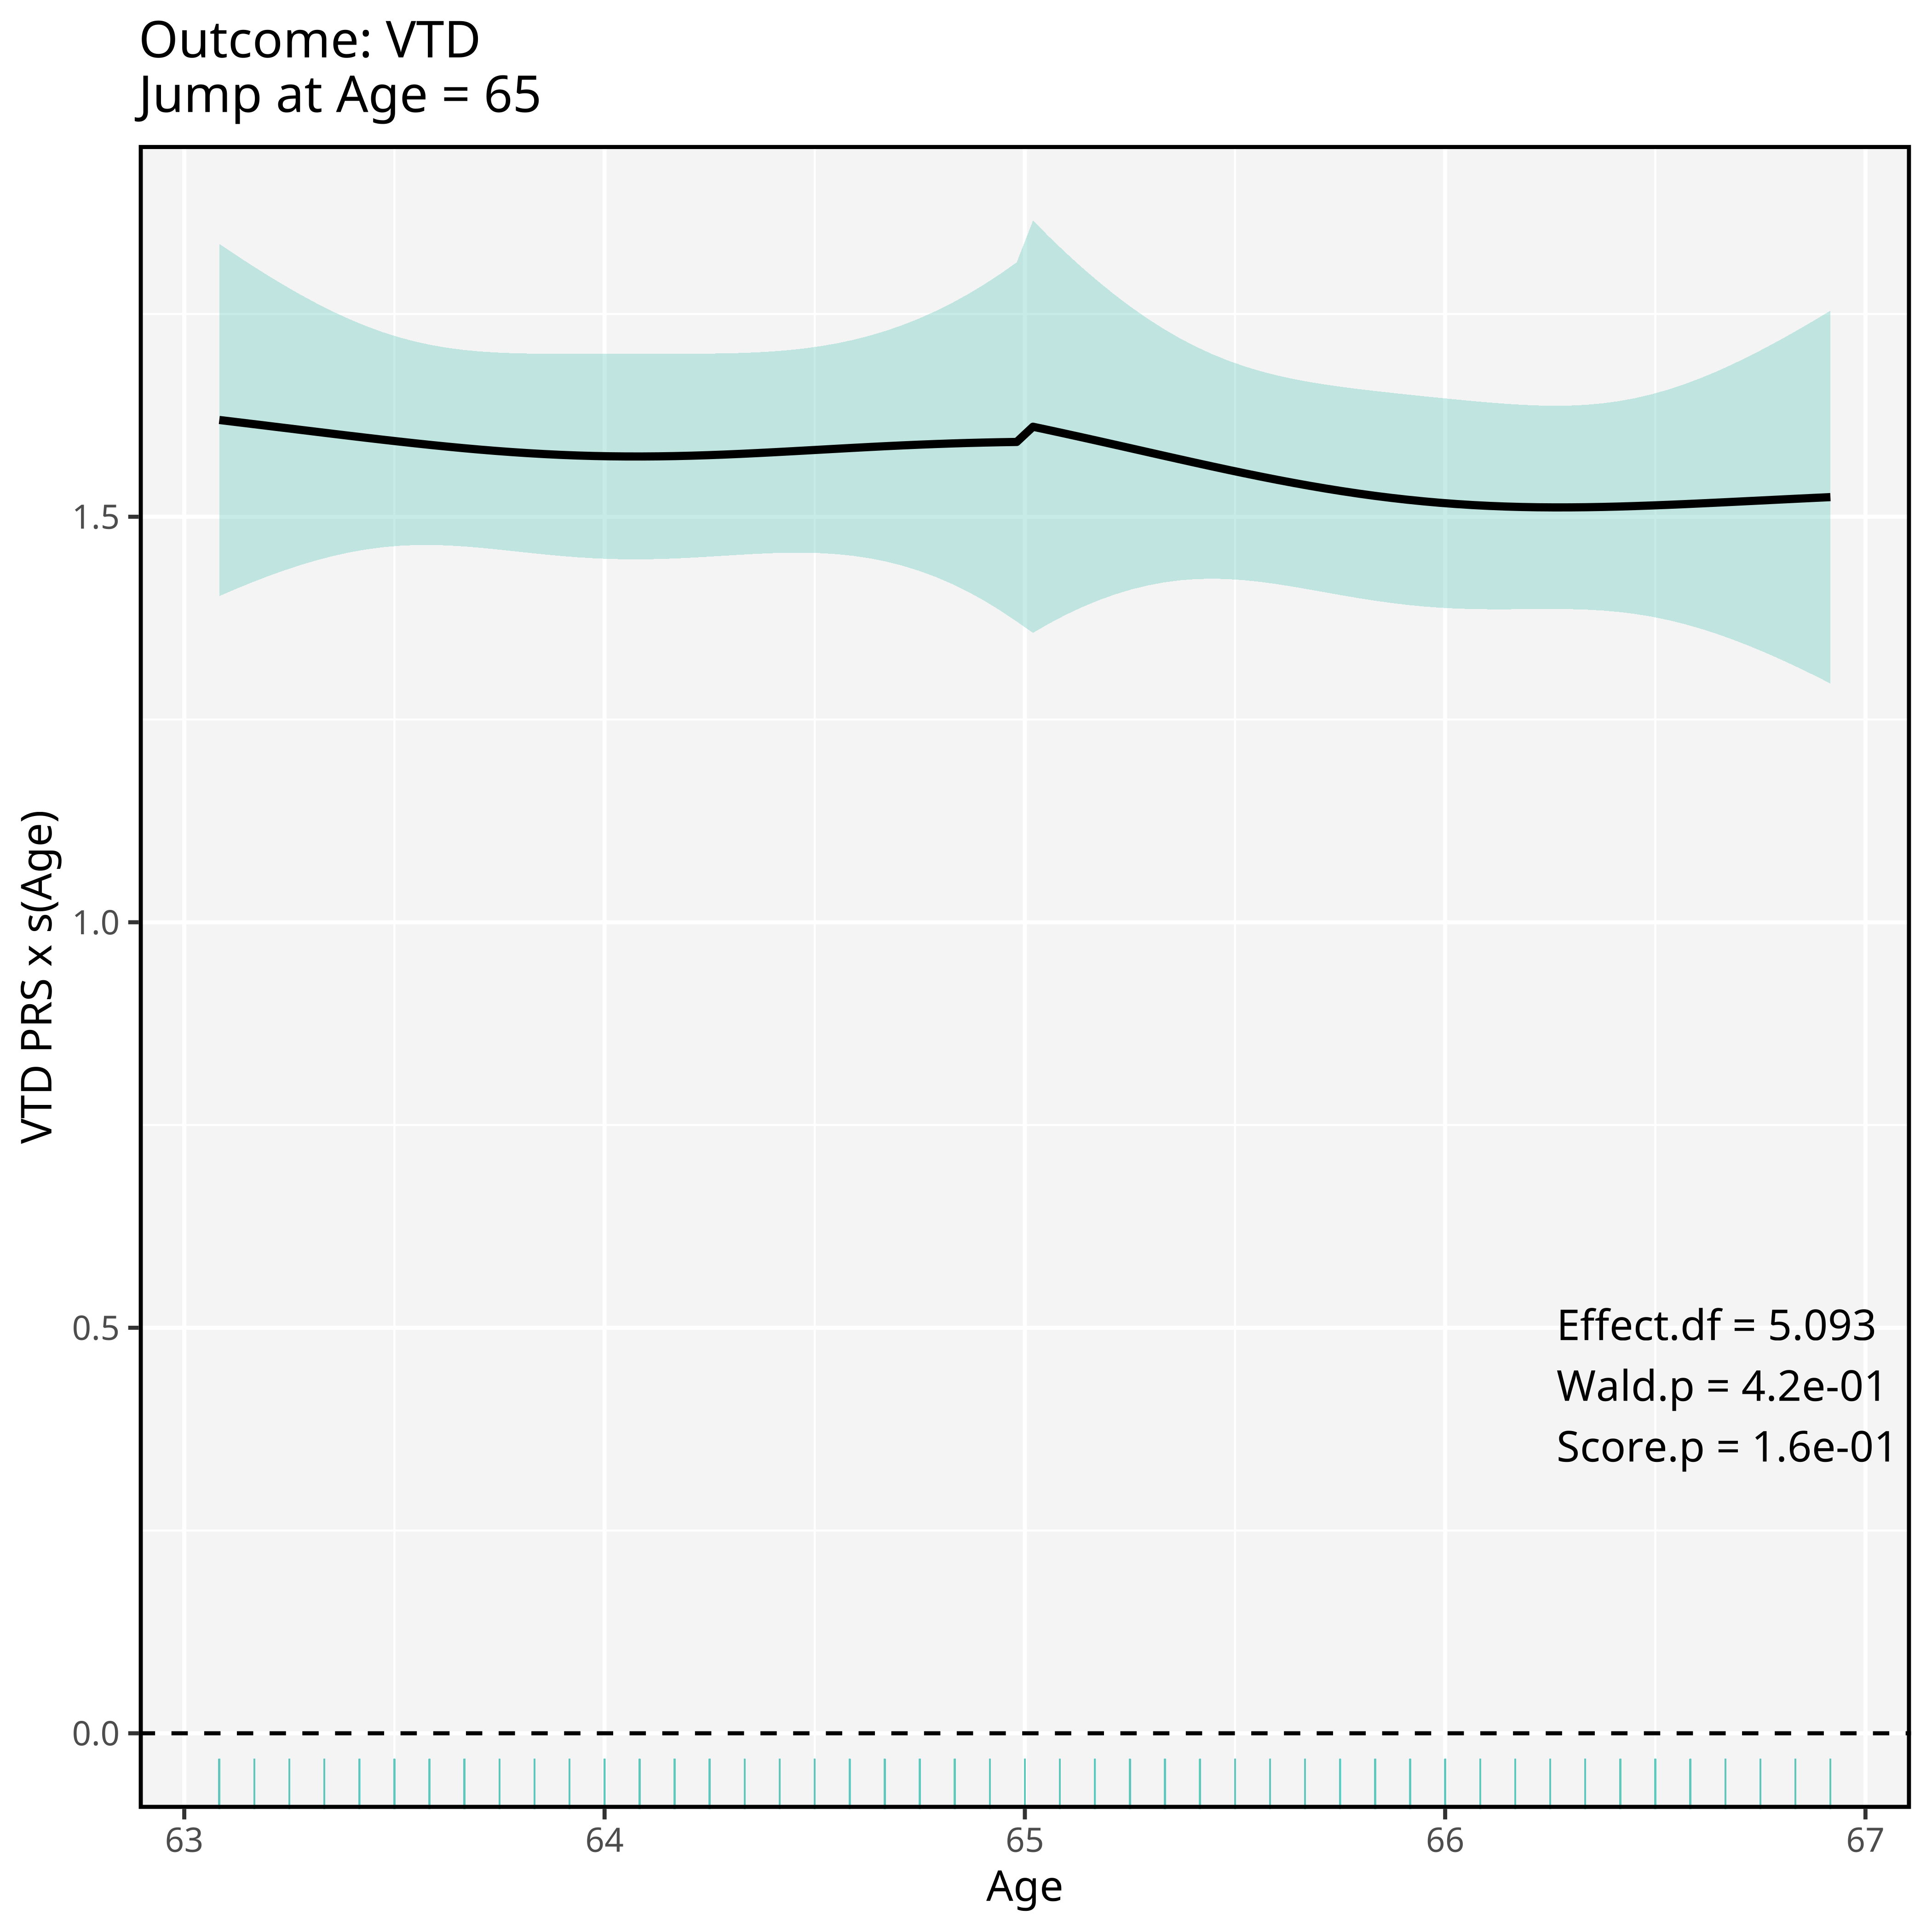 Outcome: VTD
Jump at Age = 65
VTD PRS x s(Age)
1.5
1.0
0.5
0.0
Effect.df = 5.093
Wald.p = 4.2e-01
Score.p = 1.6e-01
63 64 65 66 67
Age